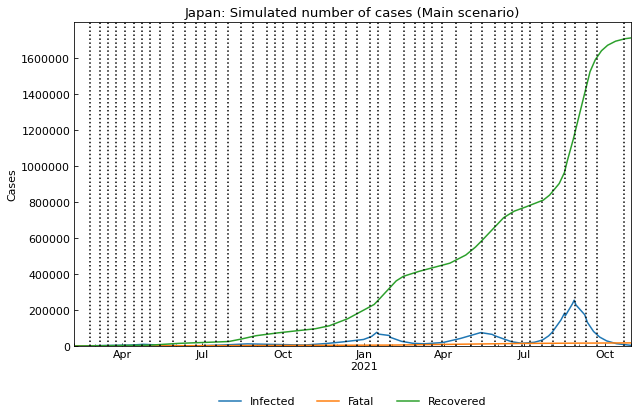 Japan: Simulated number of cases (Main scenario)
1600000
1400000
1200000
1000000
800000
600000
400000
200000
0
Cases
Apr Jul Oct Jan Apr Jul Oct
2021
Infected Fatal Recovered